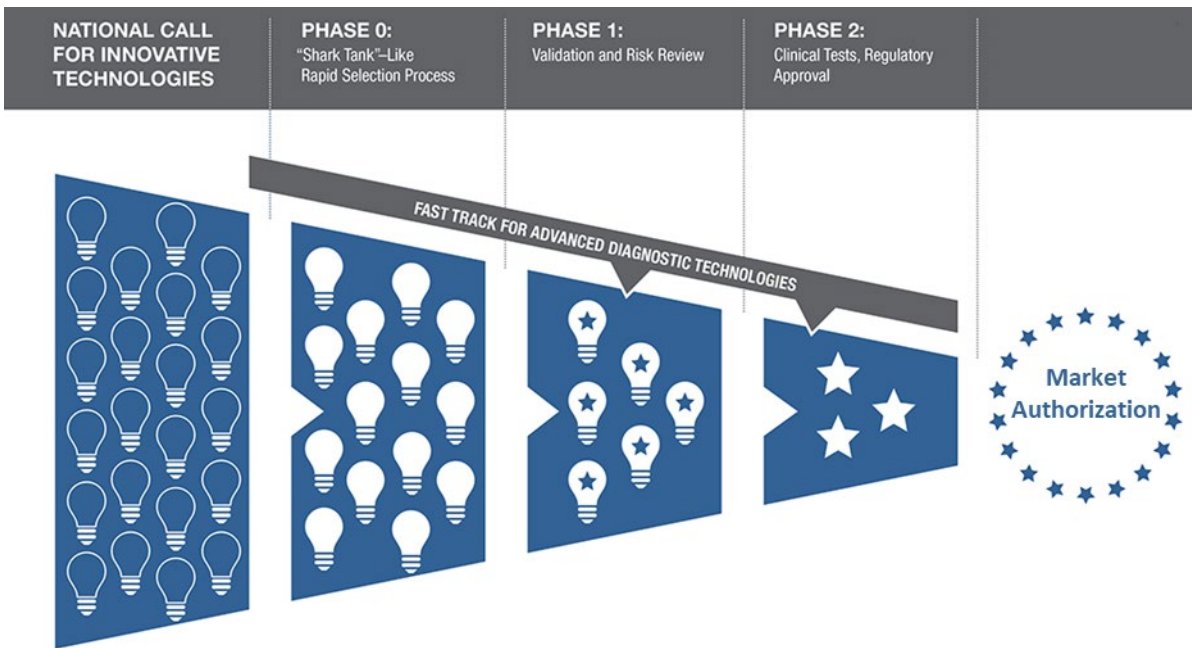 NATIONAL CALL
FOR INNOVATIVE
TECHNOLOGIES
PHASE 0:
“Shark Tank”–Like
Rapid Selection Process
PHASE 1:
Validation and Risk Review
PHASE 2:
Clinical Tests, Regulatory
Approval
FAST TRACK FOR ADVANCED DIAGNOSTIC TECHNOLOGIES
Market
Authorization